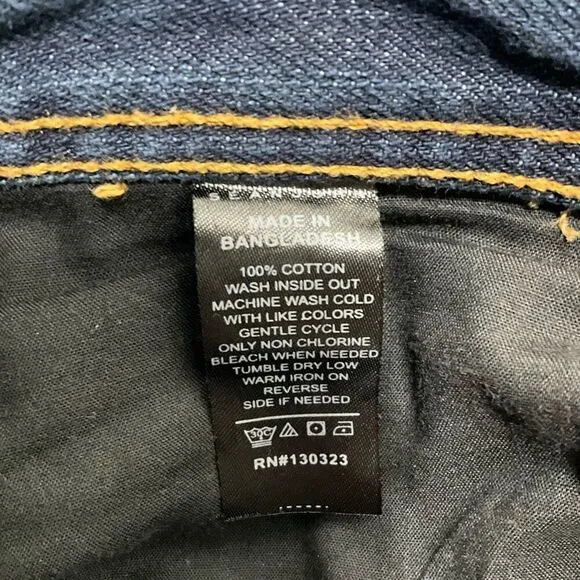 MADE IN
BANGLADESH
100% COTTON
WASH INSIDE OUT
MACHINE WASH COLD
WITH LIKE COLORS
GENTLE CYCLE
ONLY NON CHLORINE
BLEACH WHEN NEEDED
TUMBLE DRY LOW
WARM IRON ON
REVERSE
SIDE IF NEEDED
30C
RN#130323